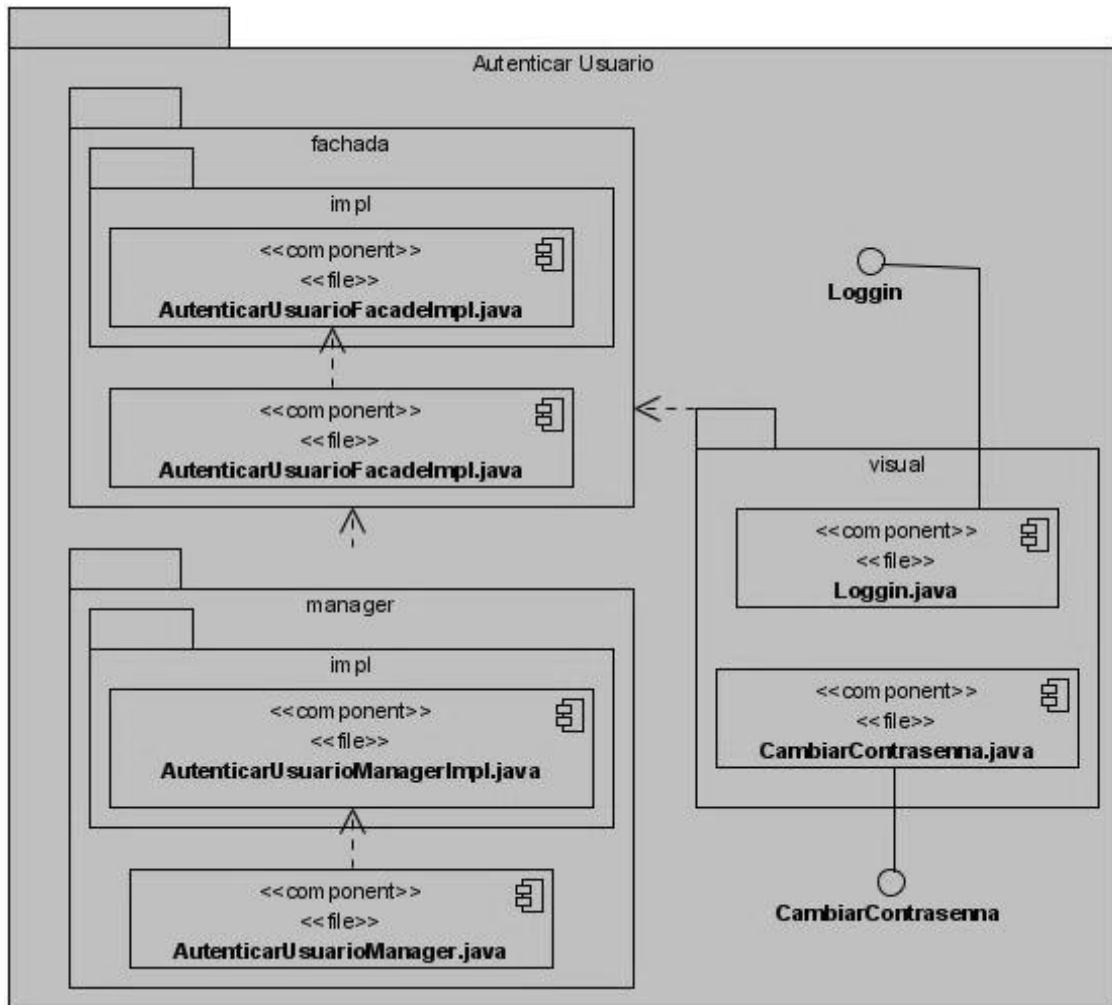 Autenticar Usuario
fachada
impl
<<component>>
<<file>>
AutenticarUsuarioFacadeImpl.java
<<component>>
<<file>>
AutenticarUsuarioFacadeImpl.java
Loggin
visual
<<component>>
<<file>>
Loggin.java
<<component>>
<<file>>
CambiarContrasenna.java
CambiarContrasenna
manager
impl
<<component>>
<<file>>
AutenticarUsuarioManagerImpl.java
<<component>>
<<file>>
AutenticarUsuarioManager.java